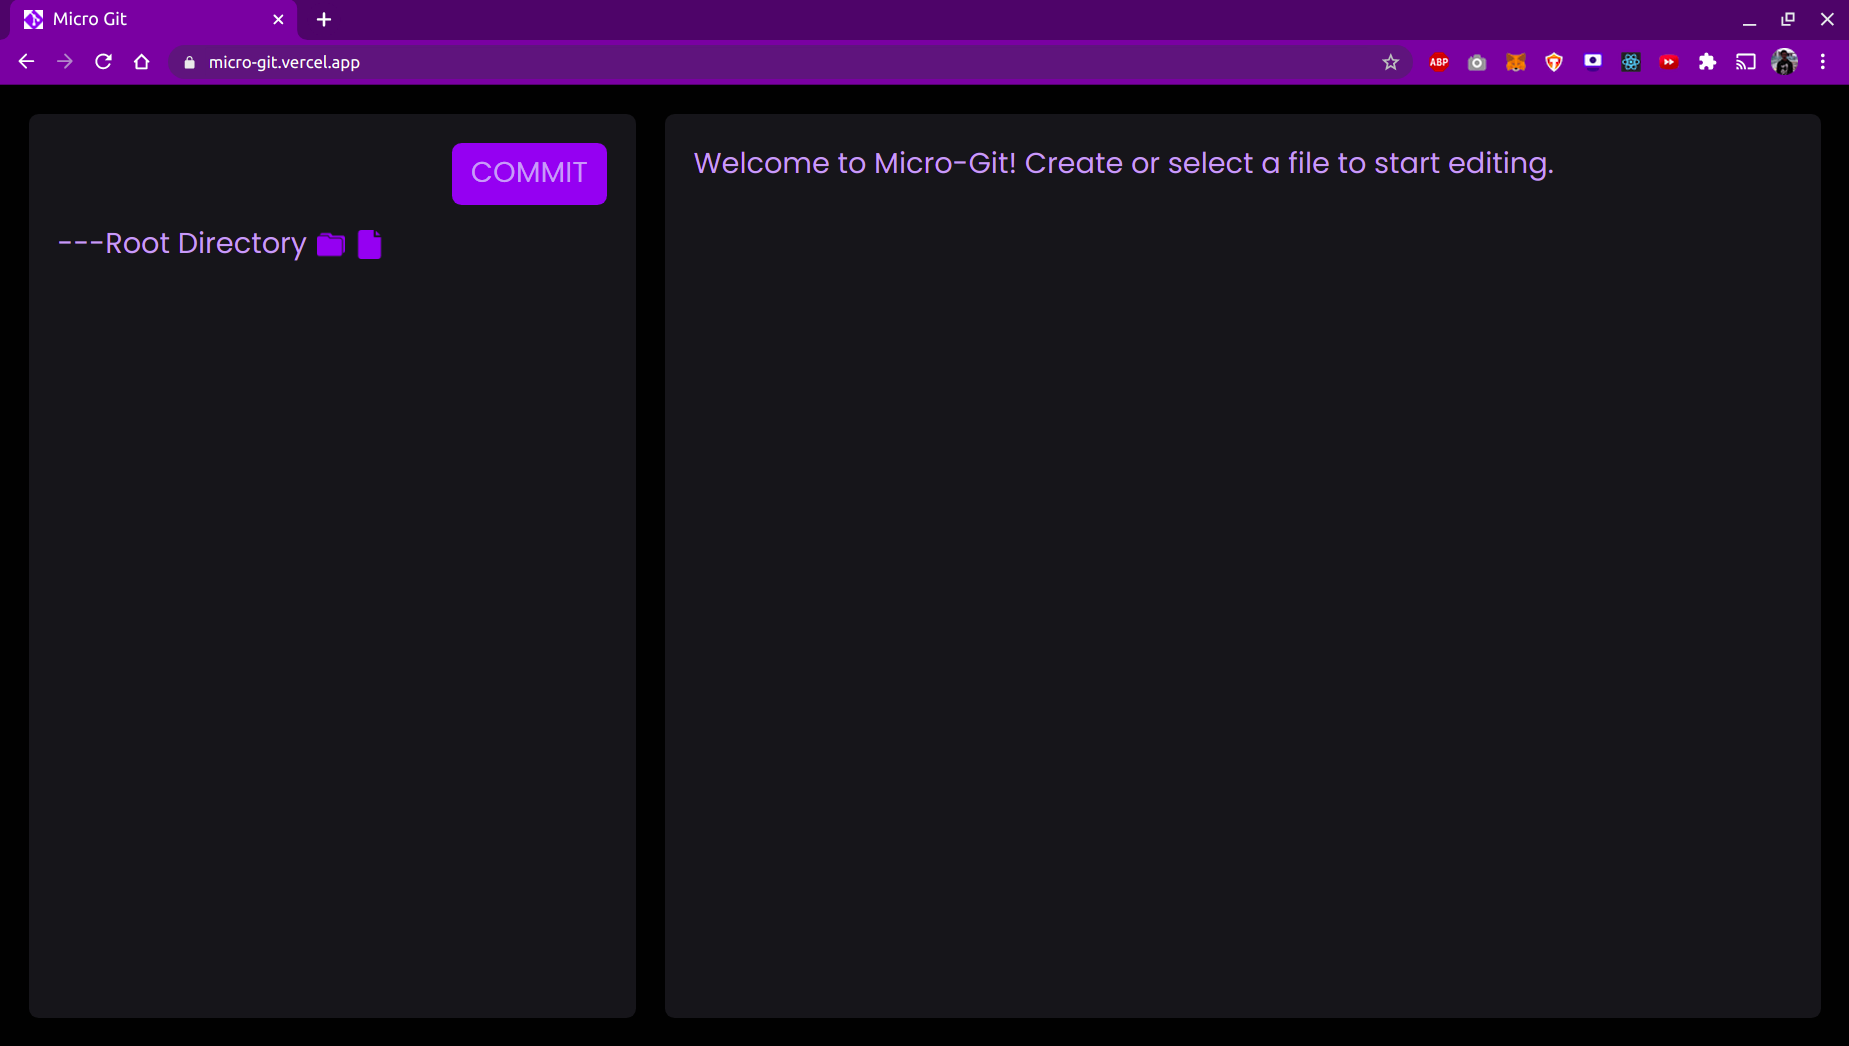 Micro Git
micro-git.vercel.app
ABP
COMMIT
---Root Directory
Welcome to Micro-Git! Create or select a file to start editing.